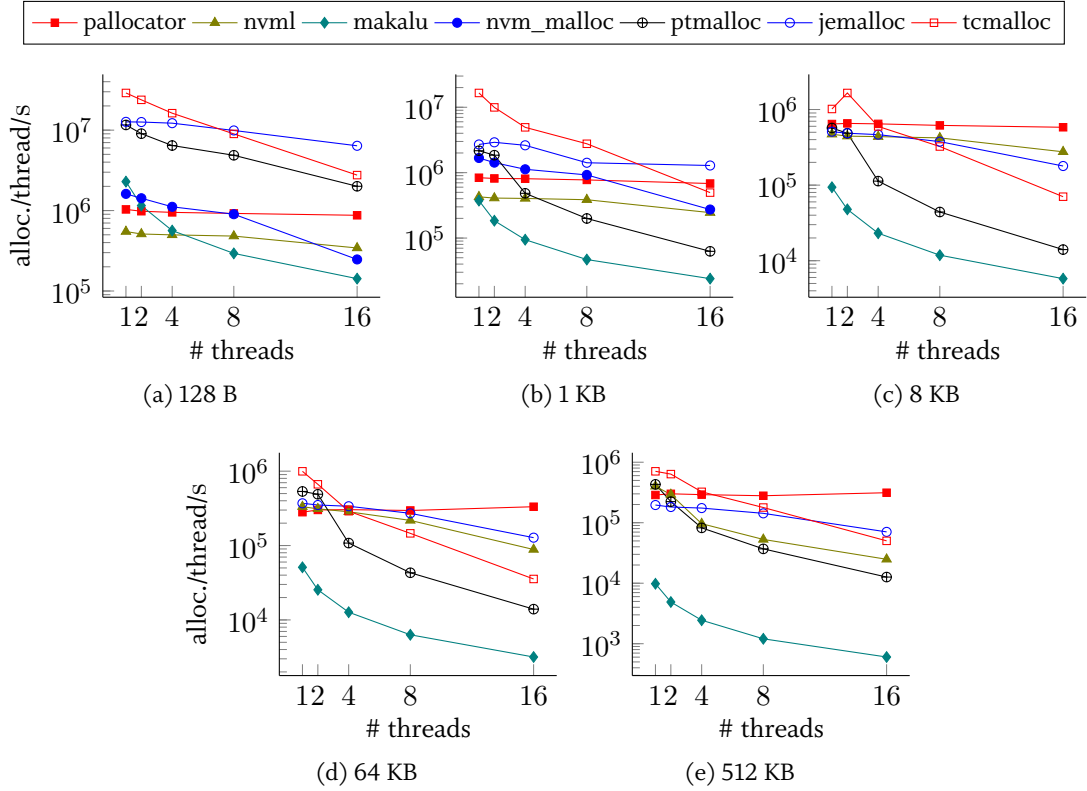 pallocator nvml makalu nvm_malloc ptmalloc jemalloc tcmalloc
alloc./thread/s
10^7
10^6
10^5
1 2 4 8 16
# threads
(a) 128 B
10^7
10^6
10^5
1 2 4 8 16
# threads
(b) 1 KB
10^6
10^5
10^4
1 2 4 8 16
# threads
(c) 8 KB
alloc./thread/s
10^6
10^5
10^4
1 2 4 8 16
# threads
(d) 64 KB
10^6
10^5
10^4
10^3
1 2 4 8 16
# threads
(e) 512 KB